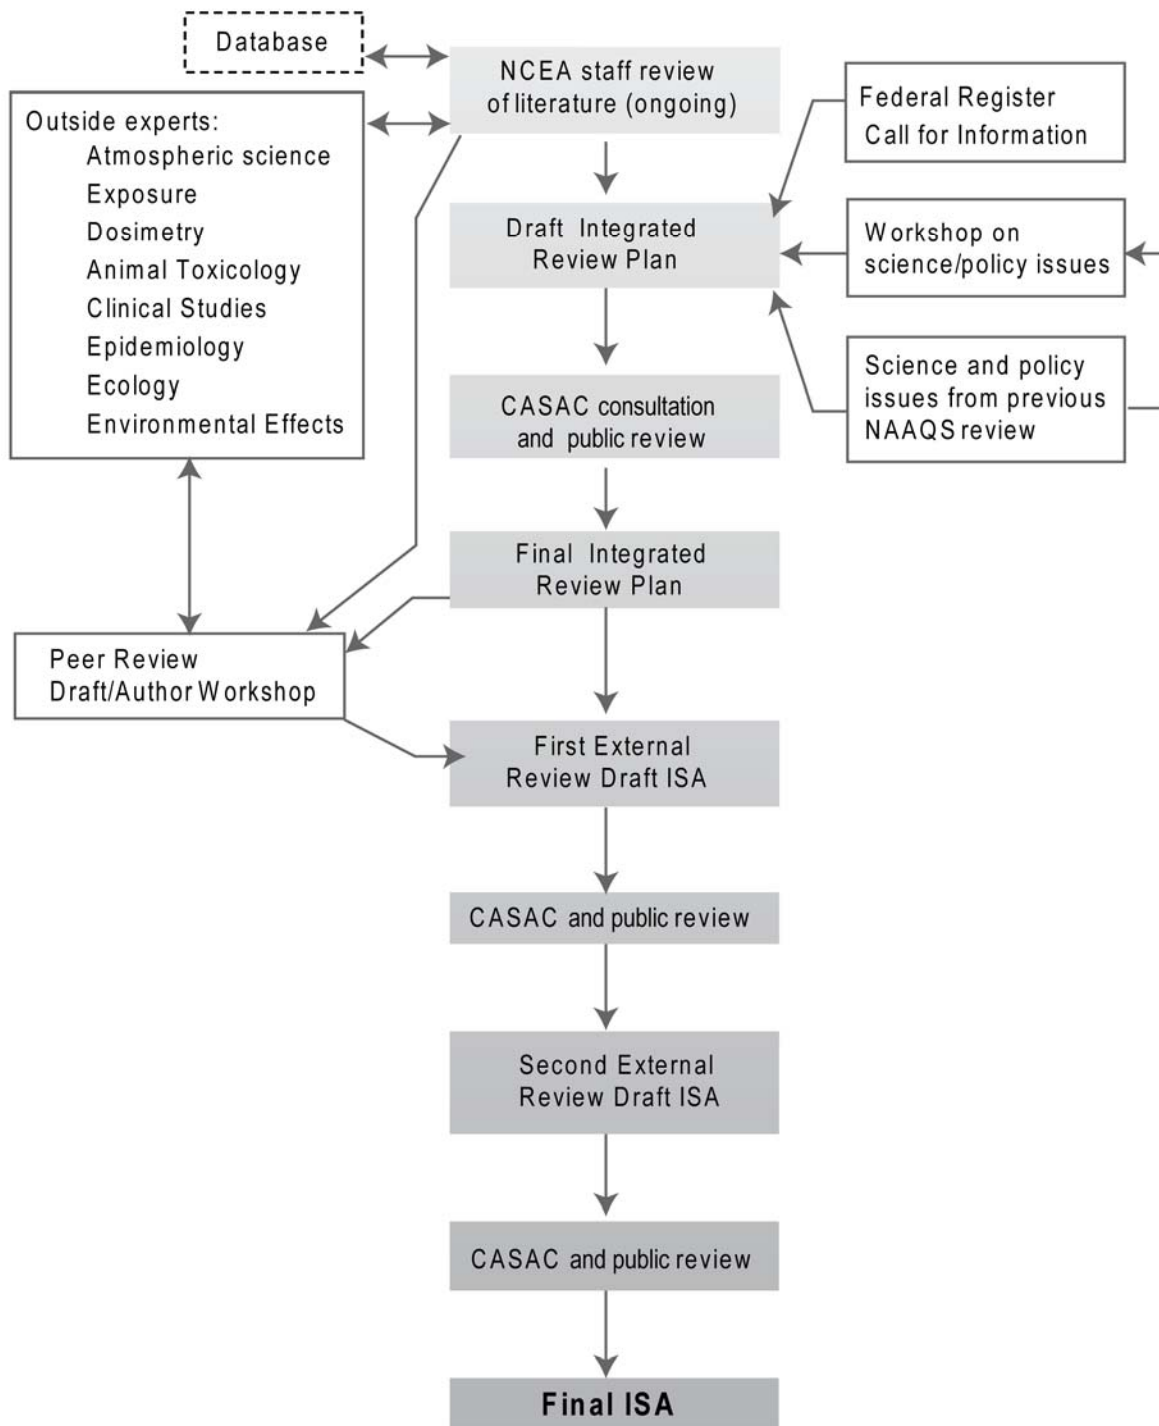 Database
NCEA staff review
of literature (ongoing)
Federal Register
Call for Information
Outside experts:
Atmospheric science
Exposure
Dosimetry
Animal Toxicology
Clinical Studies
Epidemiology
Ecology
Environmental Effects
Draft Integrated
Review Plan
Workshop on
science/policy issues
Science and policy
issues from previous
NAAQS review
CASAC consultation
and public review
Final Integrated
Review Plan
Peer Review
Draft/Author Workshop
First External
Review Draft ISA
CASAC and public review
Second External
Review Draft ISA
CASAC and public review
Final ISA